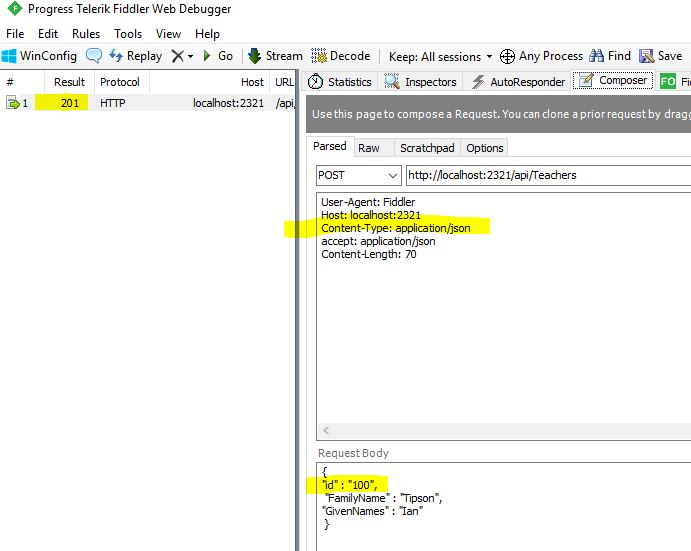 Progress Telerik Fiddler Web Debugger
File Edit Rules Tools View Help
WinConfig Replay Go Stream Decode Keep: All sessions Any Process Find Save
# Result Protocol Host URL
1 201 HTTP localhost:2321 /api/
Statistics Inspectors AutoResponder Composer FO Fi
Use this page to compose a Request. You can clone a prior request by dragg
Parsed Raw Scratchpad Options
POST http://localhost:2321/api/Teachers
User-Agent: Fiddler
Host: localhost:2321
Content-Type: application/json
accept: application/json
Content-Length: 70
Request Body
{
"id" : "100",
"FamilyName" : "Tipson",
"GivenNames" : "Ian"
}